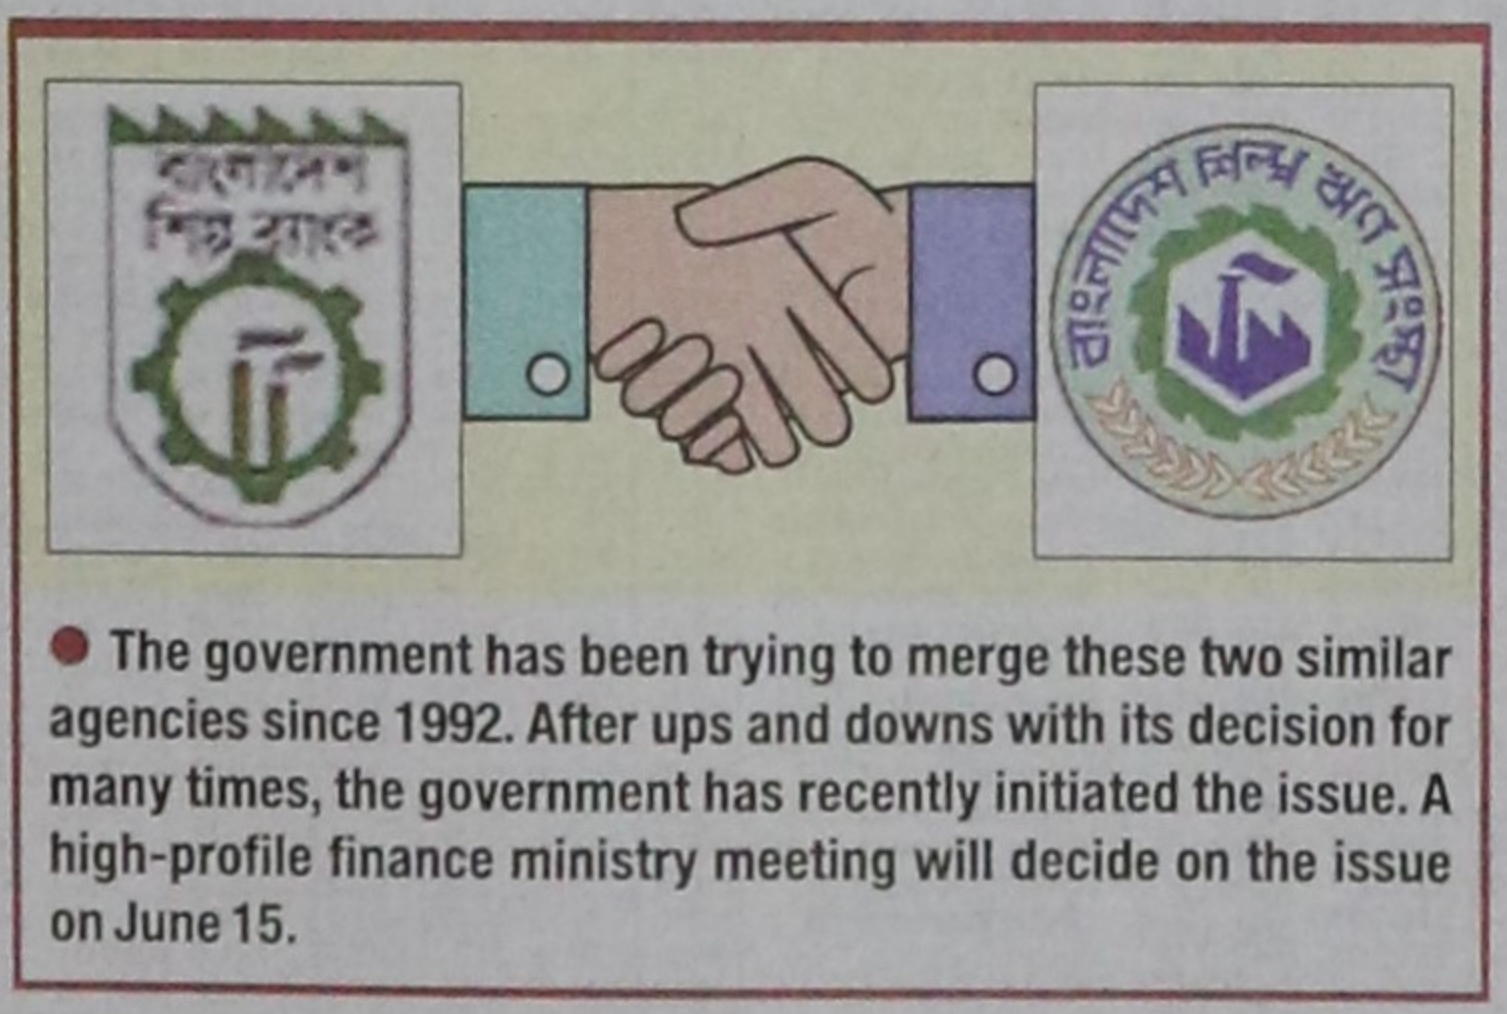 বাংলাদেশ
শিল্প ব্যাংক
বাংলাদেশ শিল্প ঋণ সংস্থা
● The government has been trying to merge these two similar
agencies since 1992. After ups and downs with its decision for
many times, the government has recently initiated the issue. A
high-profile finance ministry meeting will decide on the issue
on June 15.